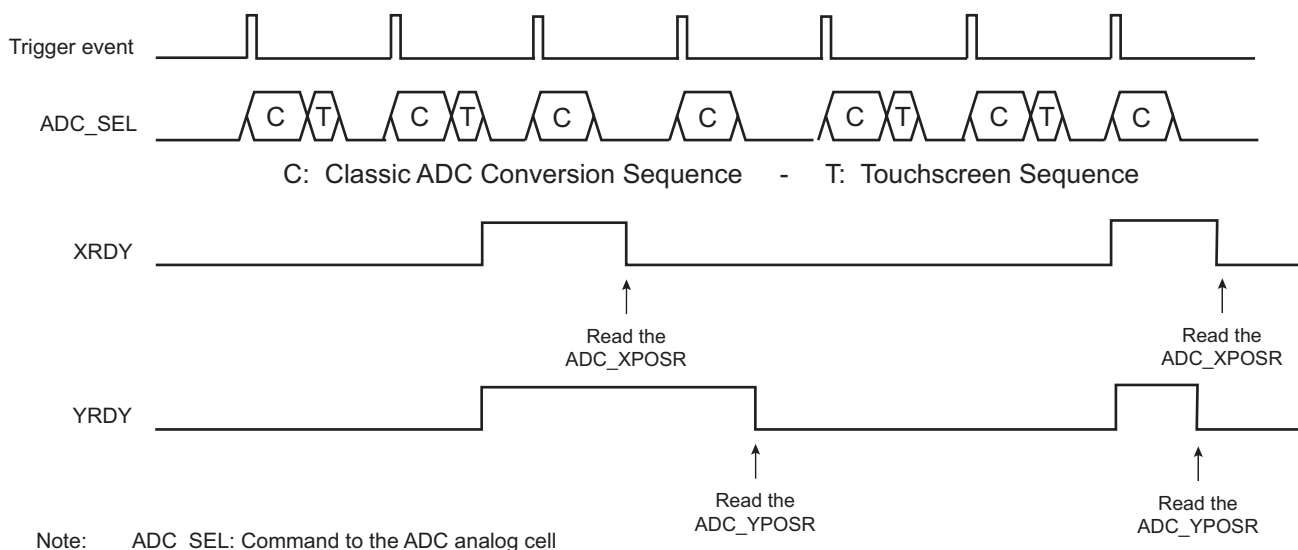 Trigger event
ADC_SEL
C T C T C C C T C T C
C: Classic ADC Conversion Sequence - T: Touchscreen Sequence
XRDY
Read the
ADC_XPOSR
Read the
ADC_XPOSR
YRDY
Read the
ADC_YPOSR
Read the
ADC_YPOSR
Note: ADC_SEL: Command to the ADC analog cell